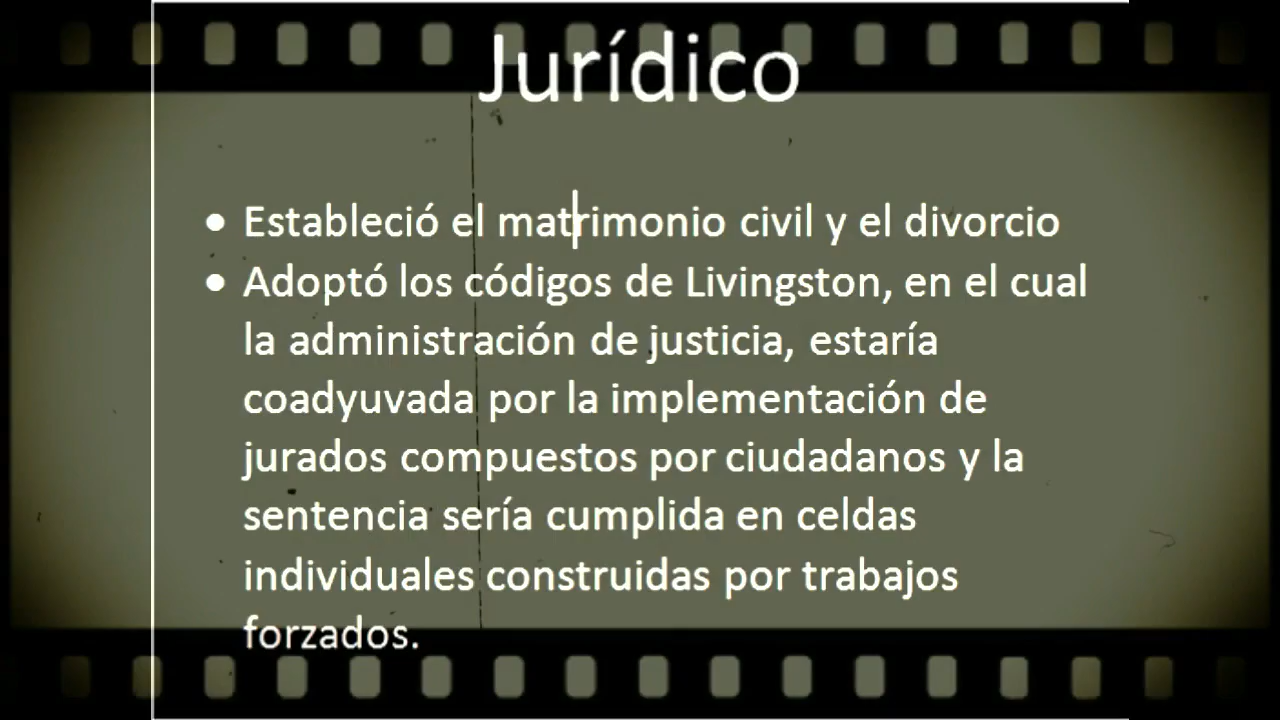 Jurídico
• Estableció el matrimonio civil y el divorcio
• Adoptó los códigos de Livingston, en el cual
la administración de justicia, estaría
coadyuvada por la implementación de
jurados compuestos por ciudadanos y la
sentencia sería cumplida en celdas
individuales construidas por trabajos
forzados.